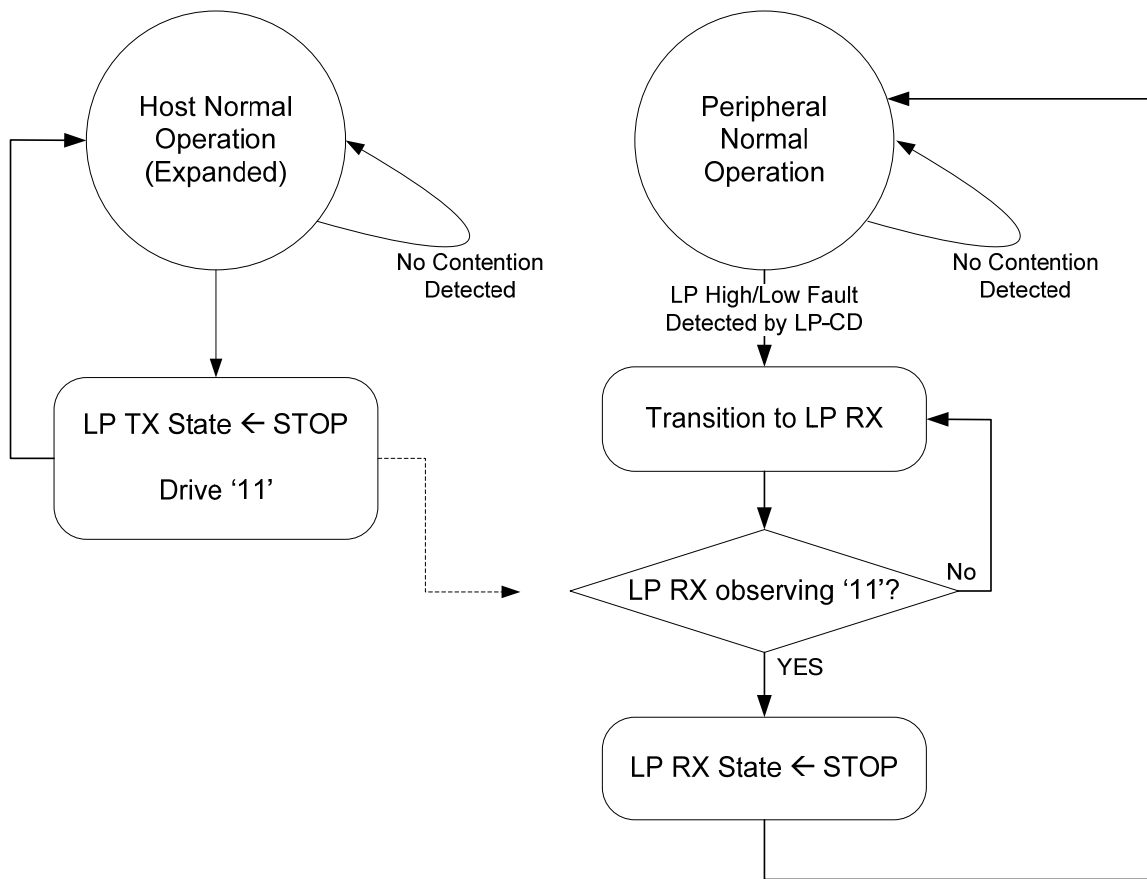 Host Normal
Operation
(Expanded)
No Contention
Detected
LP TX State ← STOP
Drive ‘11’
Peripheral
Normal
Operation
No Contention
Detected
LP High/Low Fault
Detected by LP-CD
Transition to LP RX
LP RX observing ‘11’?
No
YES
LP RX State ← STOP